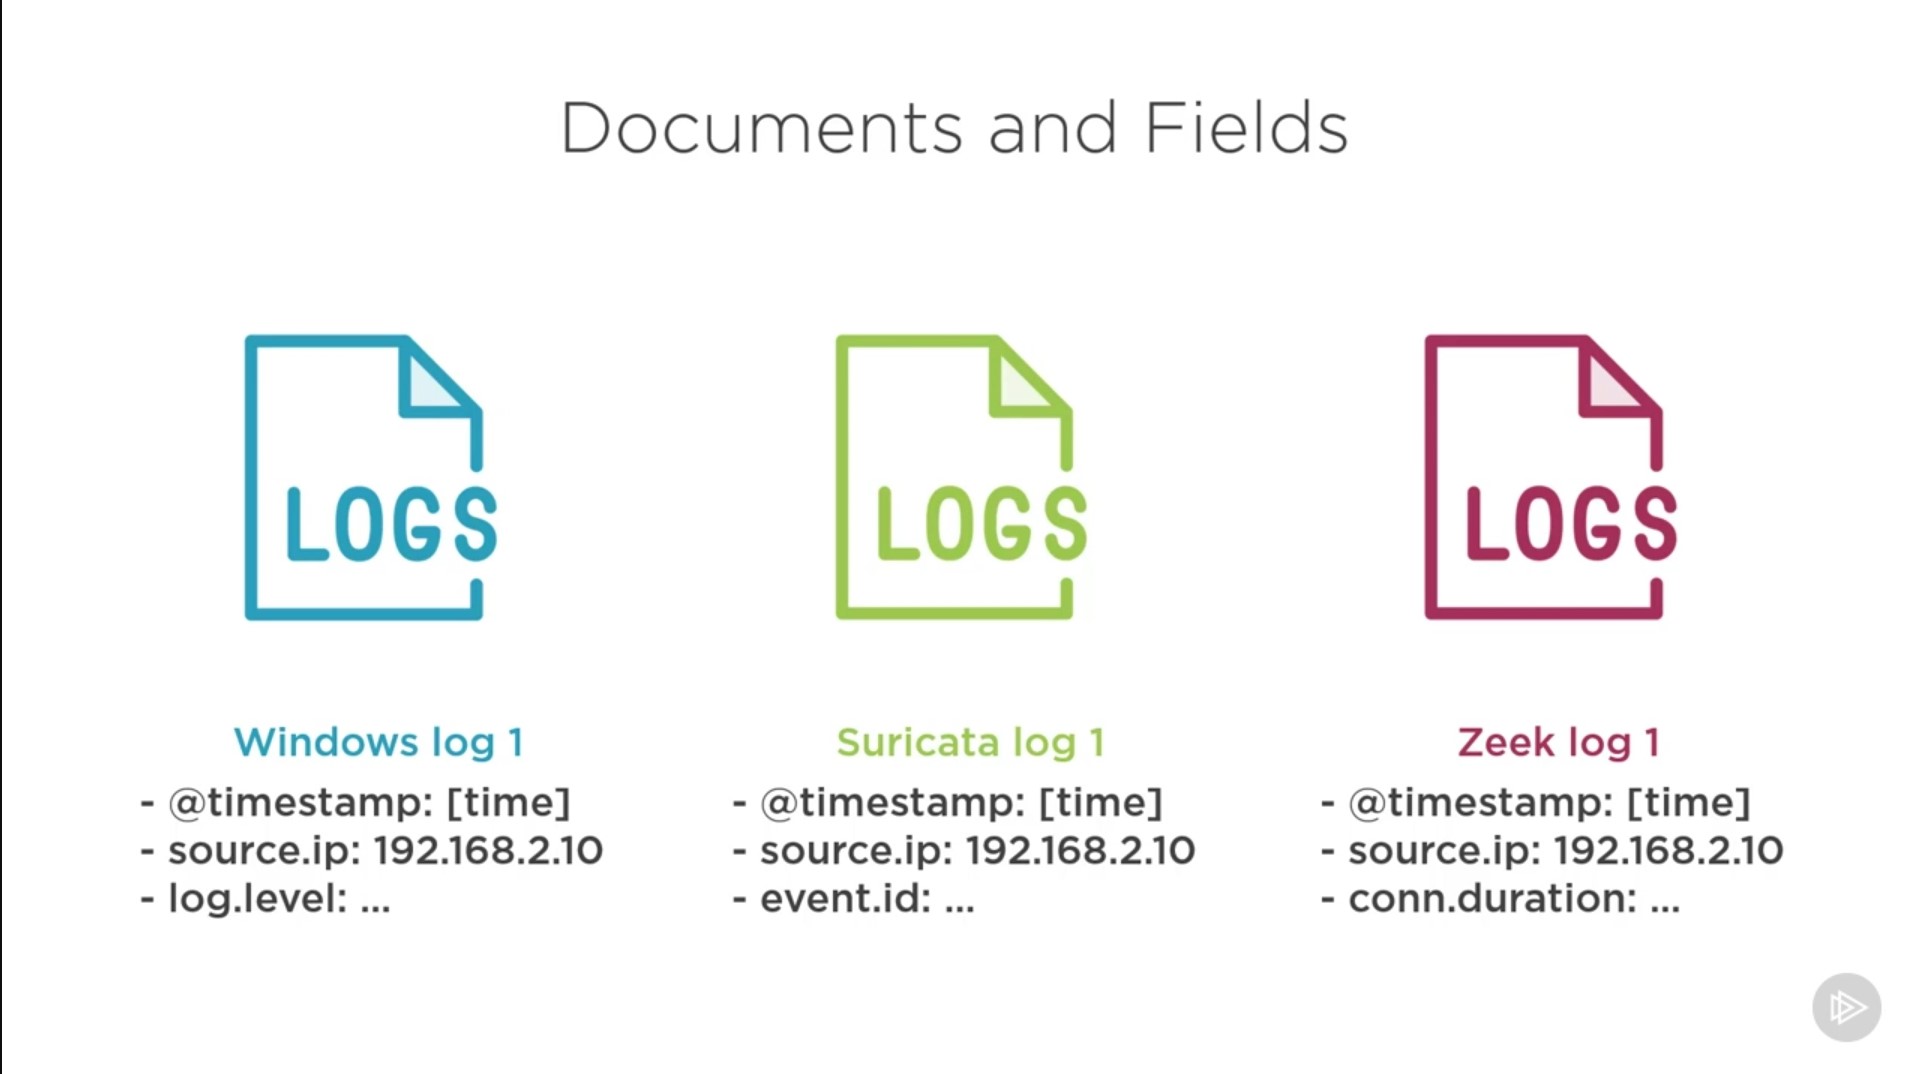 Documents and Fields
LOGS
LOGS
LOGS
Windows log 1
- @timestamp: [time]
- source.ip: 192.168.2.10
- log.level: ...
Suricata log 1
- @timestamp: [time]
- source.ip: 192.168.2.10
- event.id: ...
Zeek log 1
- @timestamp: [time]
- source.ip: 192.168.2.10
- conn.duration: ...